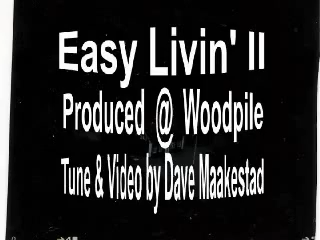 Easy Livin' II
Produced @ Woodpile
Tune & Video by Dave Maakestad